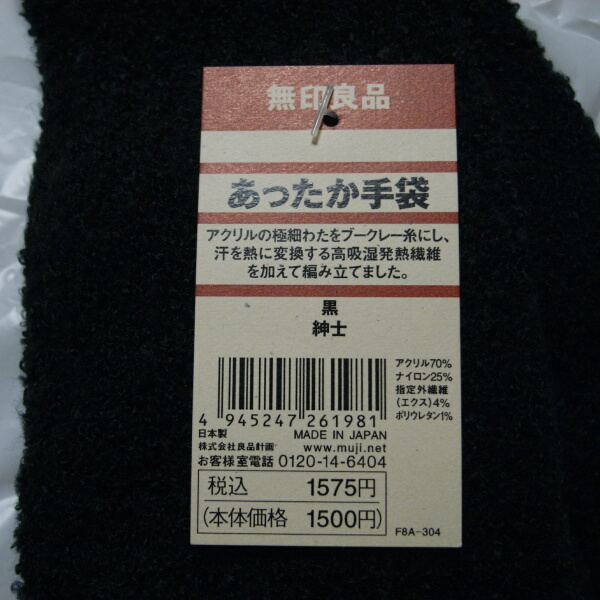 無印良品
あったか手袋
アクリルの極細わたをブークレー糸にし、
汗を熱に変換する高吸湿発熱繊維
を加えて編み立てました。
黒
紳士
アクリル70%
ナイロン25%
指定外繊維
(エクス)4%
ポリウレタン1%
4 945247 261981
日本製 MADE IN JAPAN
株式会社良品計画 www.muji.net
お客様室電話 0120-14-6404
税込 1575円
(本体価格 1500円)
F8A-304